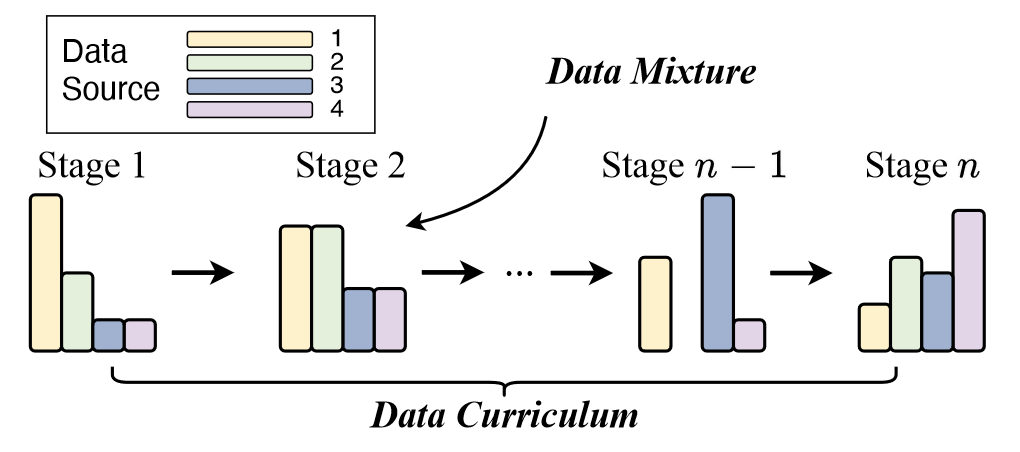 Data
Source
1
2
3
4
Data Mixture
Stage 1
Stage 2
Stage n − 1
Stage n
...
Data Curriculum